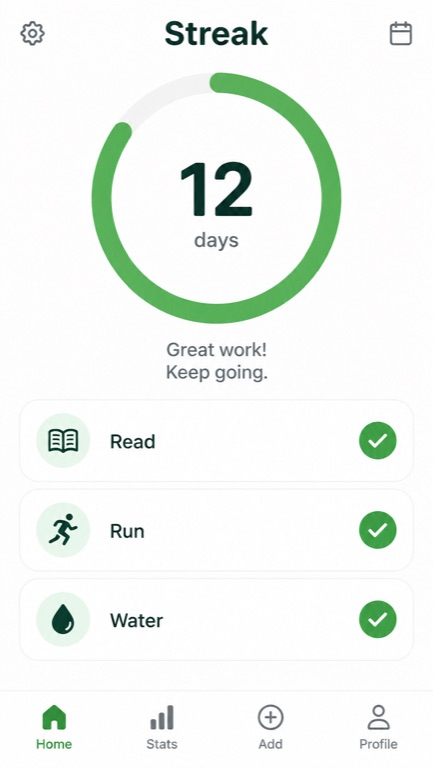 Streak
12
days
Great work!
Keep going.
Read
Run
Water
Home
Stats
Add
Profile